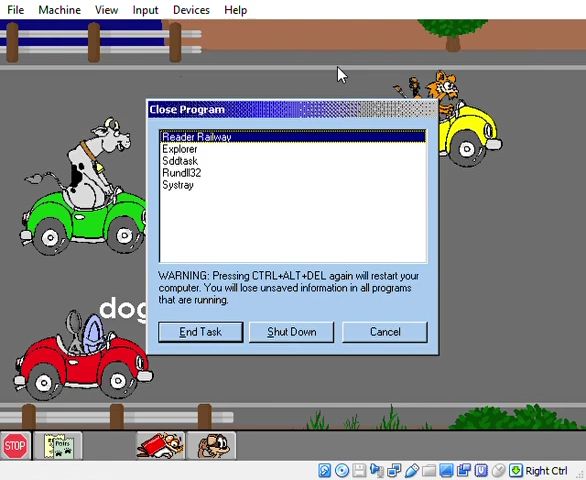 File Machine View Input Devices Help
Close Program
Reader Railway
Explorer
Sddtask
Rundll32
Systray
WARNING: Pressing CTRL+ALT+DEL again will restart your
computer. You will lose unsaved information in all programs
that are running.
End Task Shut Down Cancel
dog
STOP Pairs
Right Ctrl